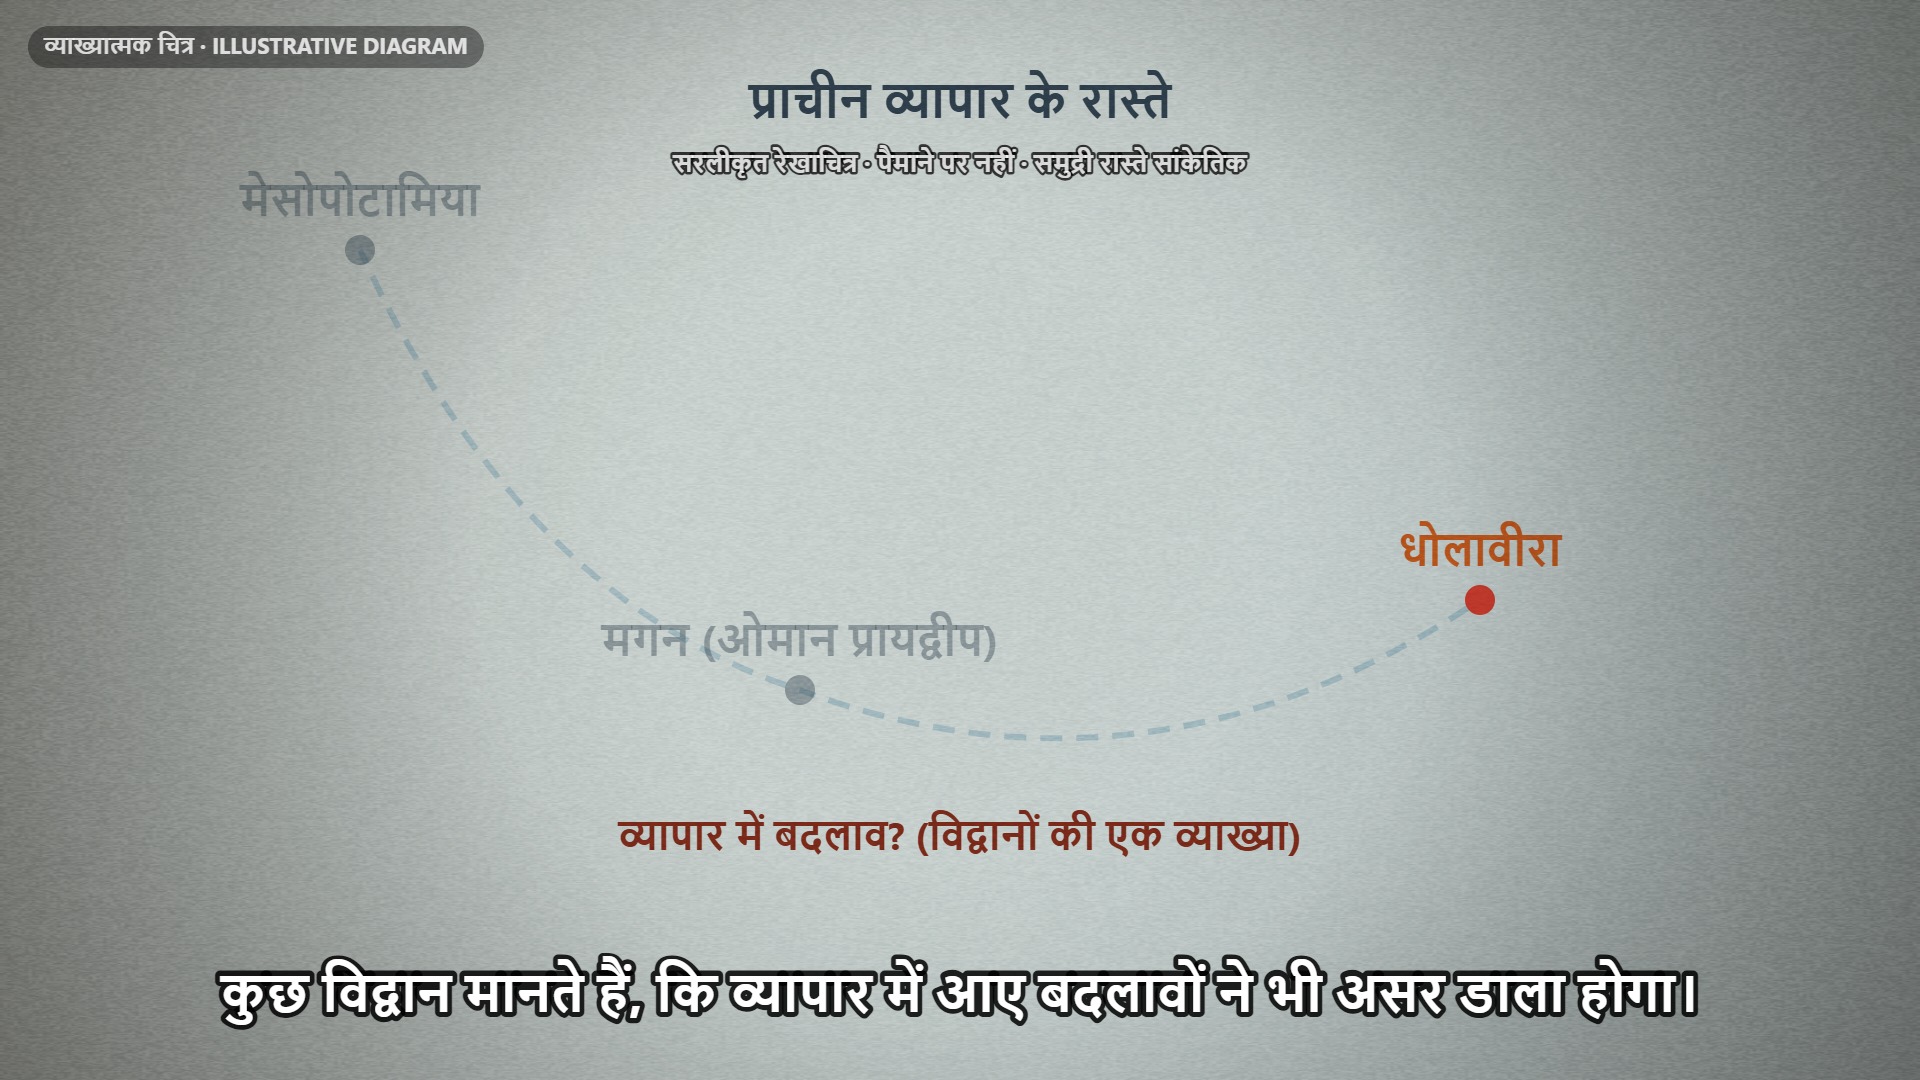 व्याख्यात्मक चित्र · ILLUSTRATIVE DIAGRAM
प्राचीन व्यापार के रास्ते
सरलीकृत रेखाचित्र · पैमाने पर नहीं · समुद्री रास्ते सांकेतिक
मेसोपोटामिया
धोलावीरा
मगन (ओमान प्रायद्वीप)
व्यापार में बदलाव? (विद्वानों की एक व्याख्या)
कुछ विद्वान मानते हैं, कि व्यापार में आए बदलावों ने भी असर डाला होगा।